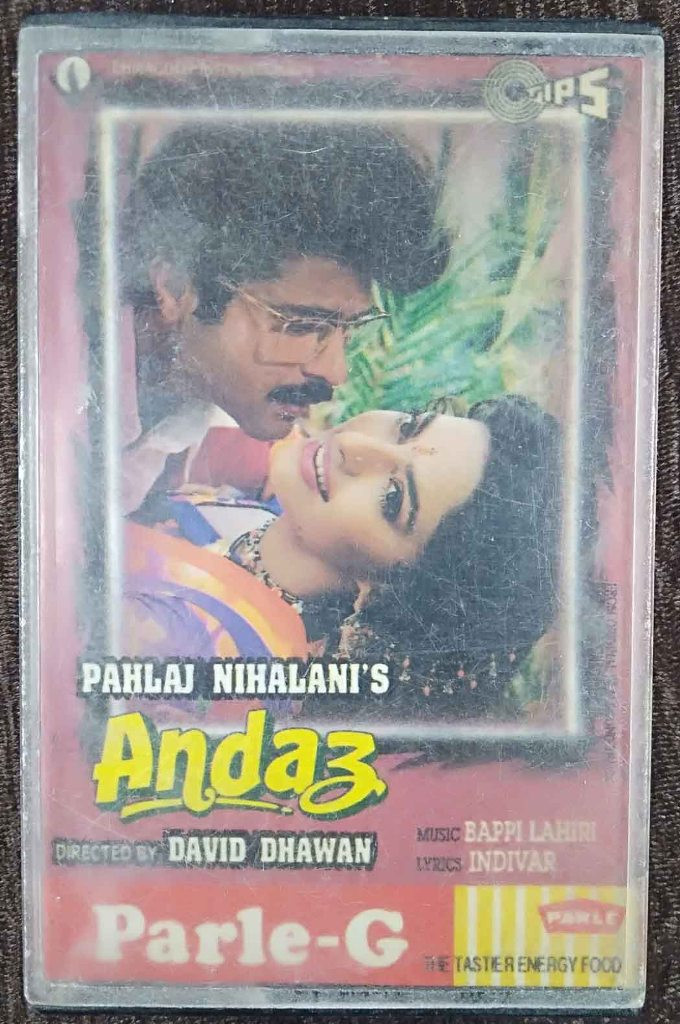 TIPS
PAHLAJ NIHALANI'S
Andaz
DIRECTED BY DAVID DHAWAN
MUSIC BAPPI LAHIRI
LYRICS INDIVAR
Parle-G
PARLE
THE TASTIER ENERGY FOOD